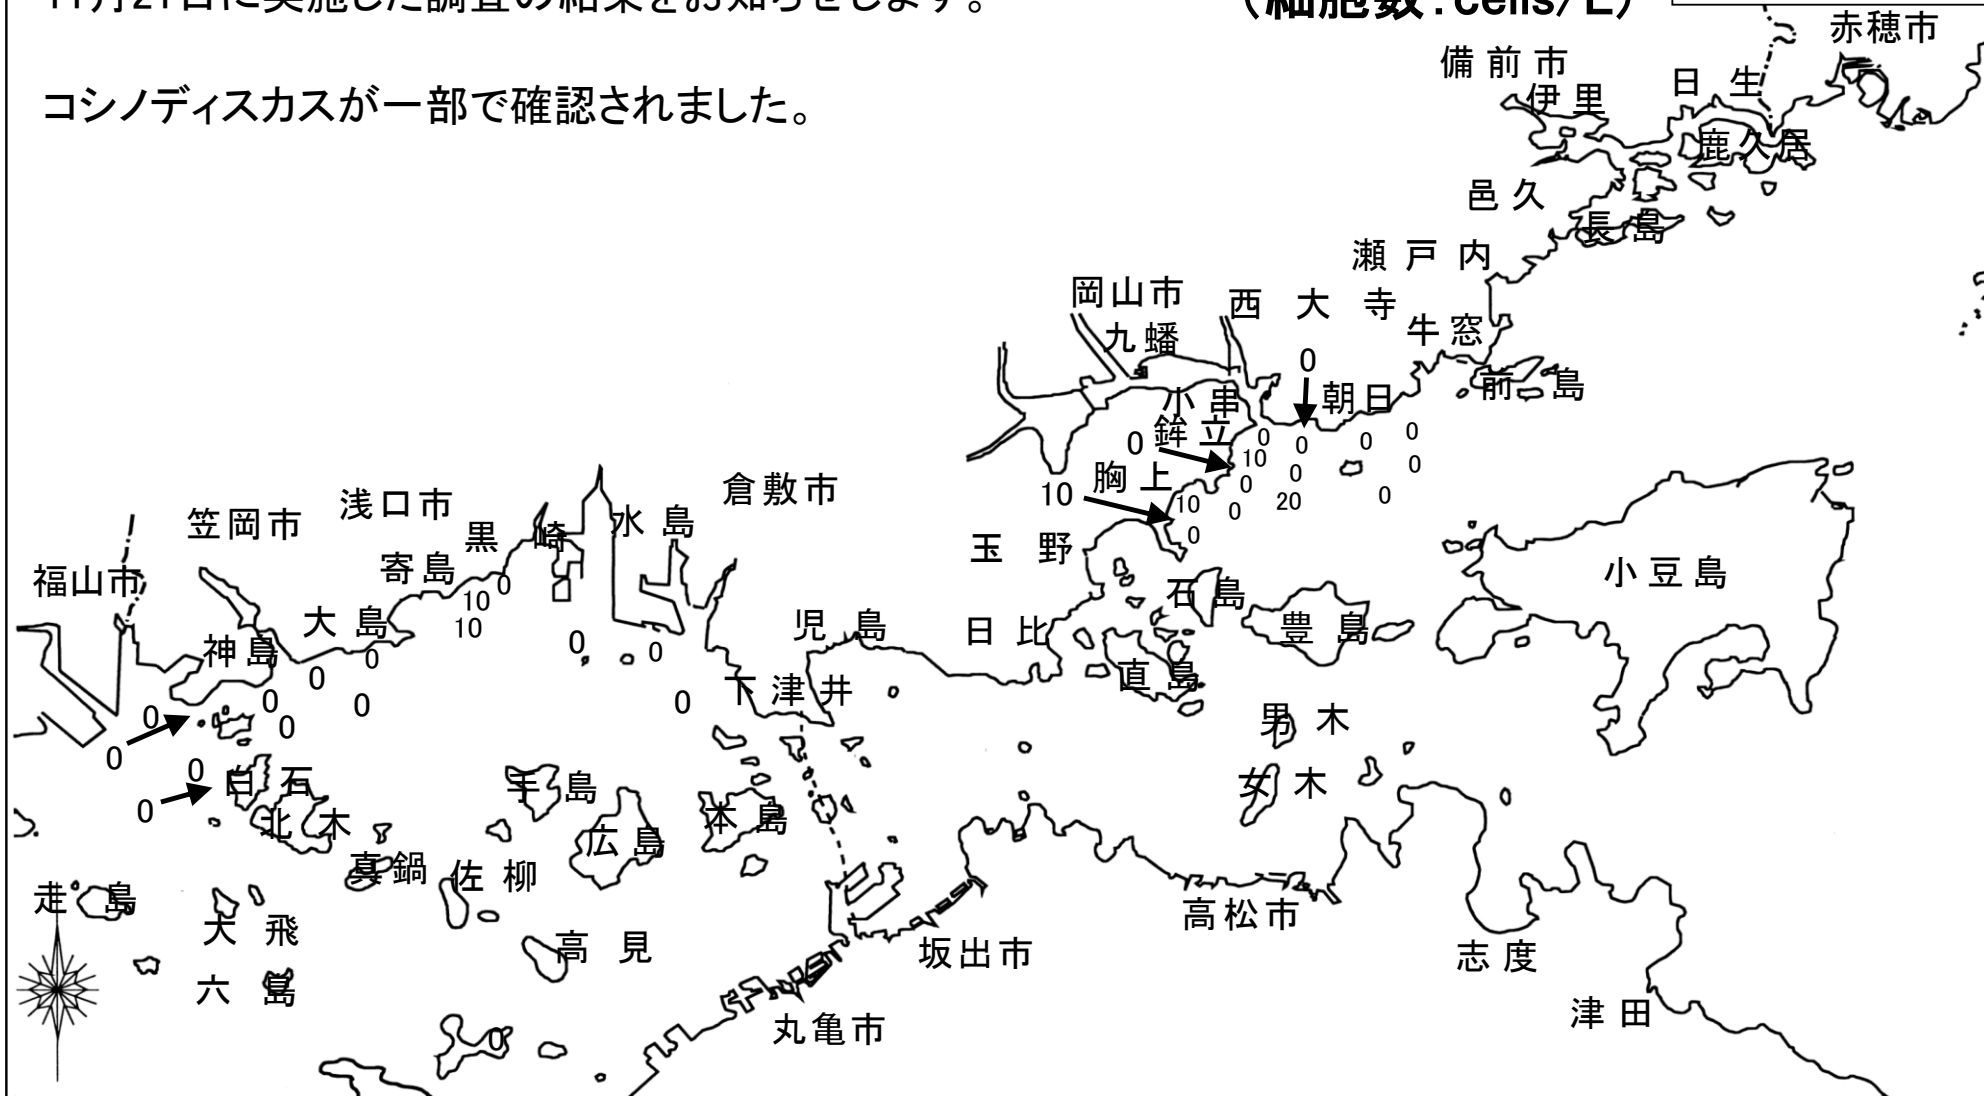 11月21日に実施した調査の結果をお知らせします。
(細胞数:cells/L)
コシノディスカスが一部で確認されました。
赤穂市
備前市
日生
伊里
鹿久居
邑久
長島
瀬戸内
岡山市
西大寺
九蟠
牛窓
0
前島
朝日
小串
鉾立
0
0
0
0
0
10
0
0
胸上
0
10
10
20
0
0
0
倉敷市
浅口市
笠岡市
水島
黒崎
玉野
寄島
福山市
小豆島
0
10
石島
大島
10
児島
日比
豊島
0
神島
0
0
0
直島
下津井
0
0
0
0
0
男木
0
0
0
白石
女木
手島
0
本島
北木
広島
真鍋
佐柳
走島
高松市
大飛
高見
坂出市
志度
六島
津田
丸亀市
0